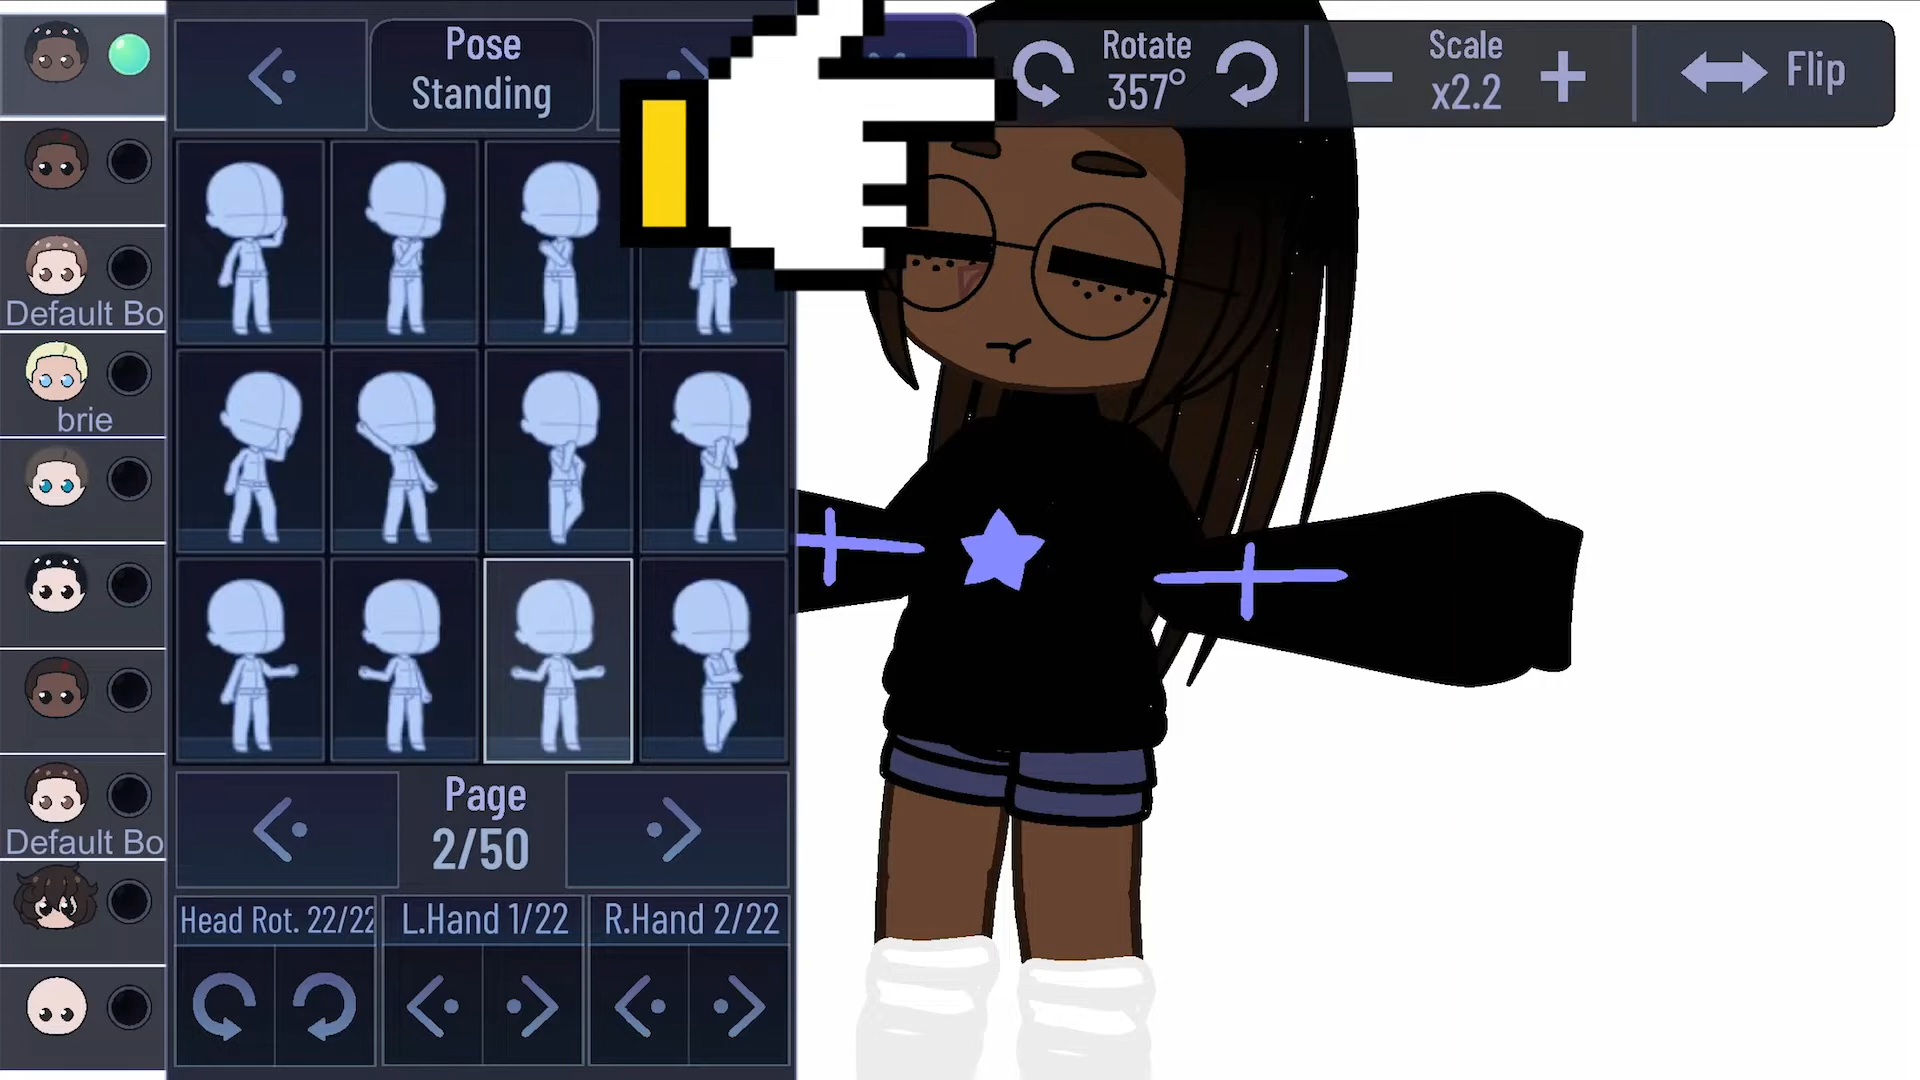 Pose
Standing
Rotate
357°
Scale
x2.2
Flip
Default Bo
brie
Default Bo
Page
2/50
Head Rot. 22/22
L.Hand 1/22
R.Hand 2/22